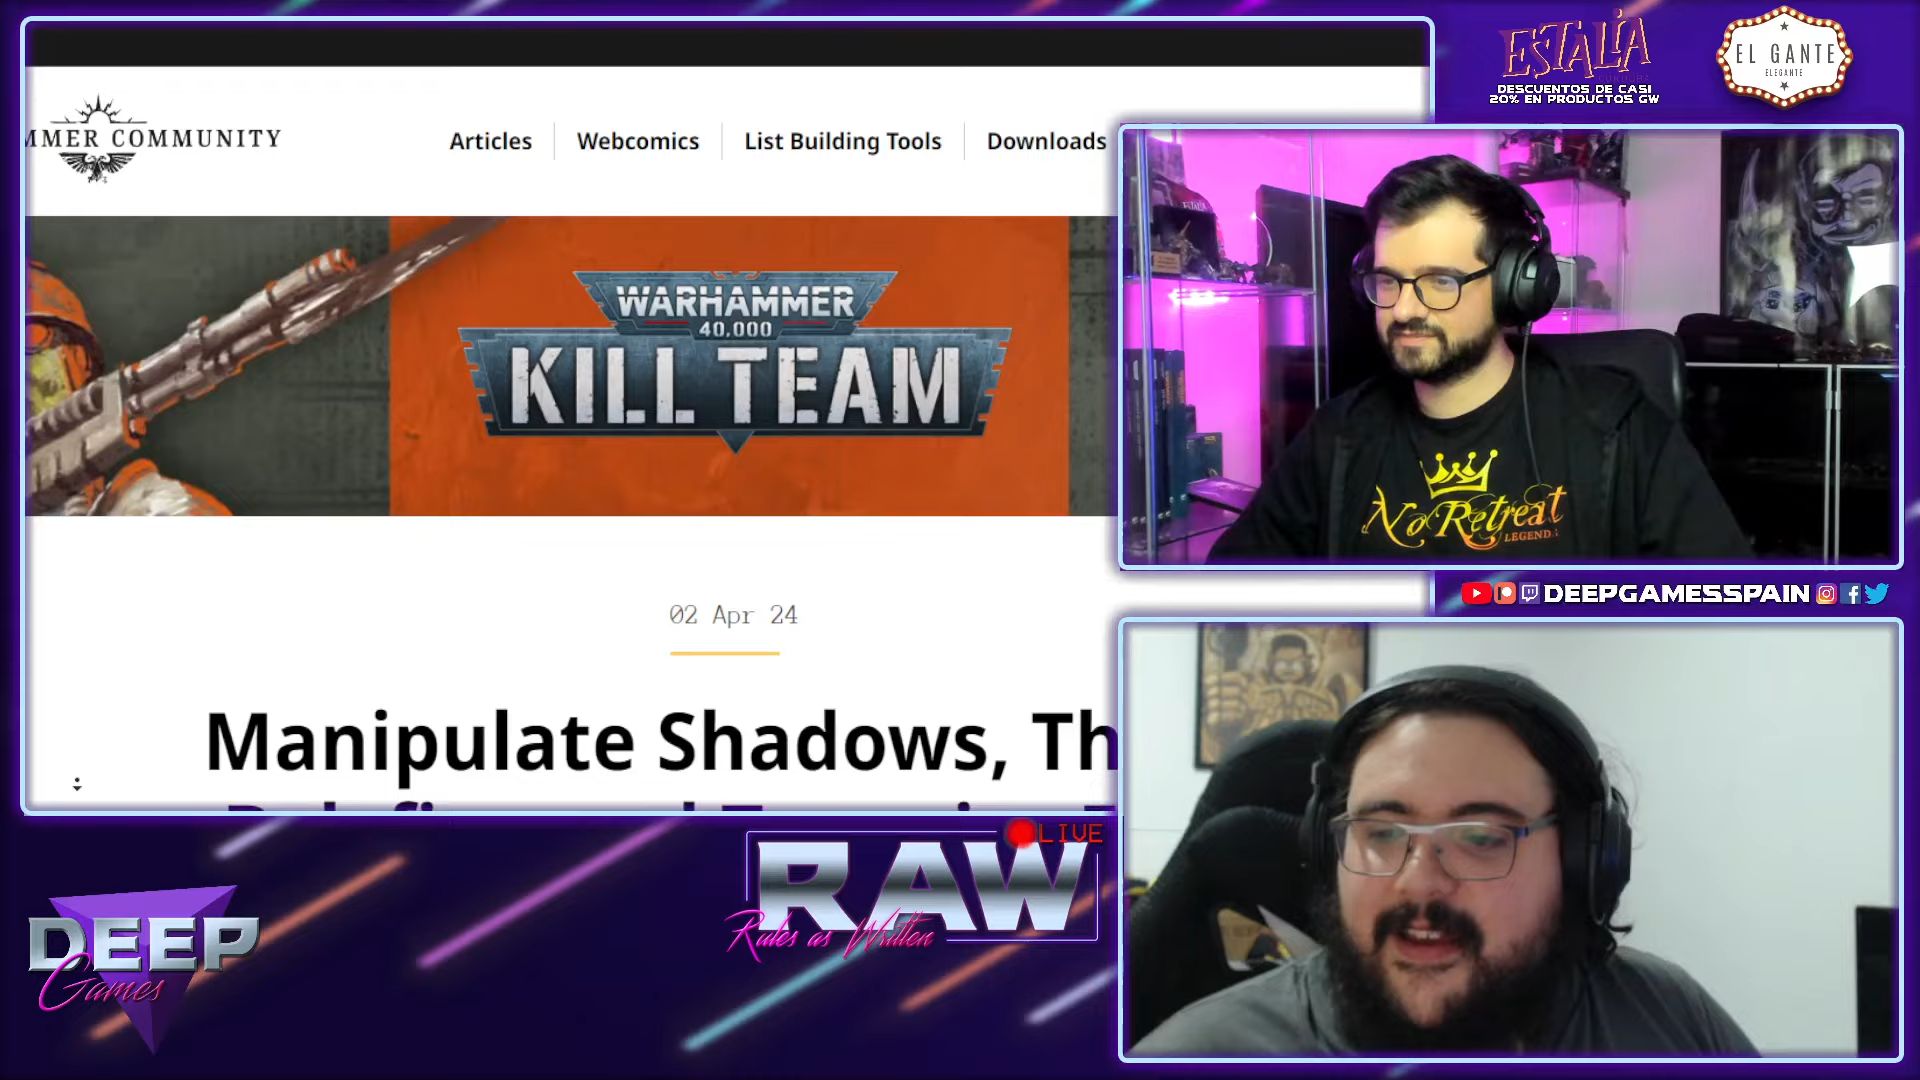 MMER COMMUNITY
Articles
Webcomics
List Building Tools
Downloads
WARHAMMER
40,000
KILL TEAM
02 Apr 24
Manipulate Shadows, Th
ESTALIA
DESCUENTOS DE CASI
20% EN PRODUCTOS GW
EL GANTE
ELEGANTE
No Retreat
LEGENDS
DEEPGAMESSPAIN
LIVE
RAW
Rules as Written
DEEP
Games